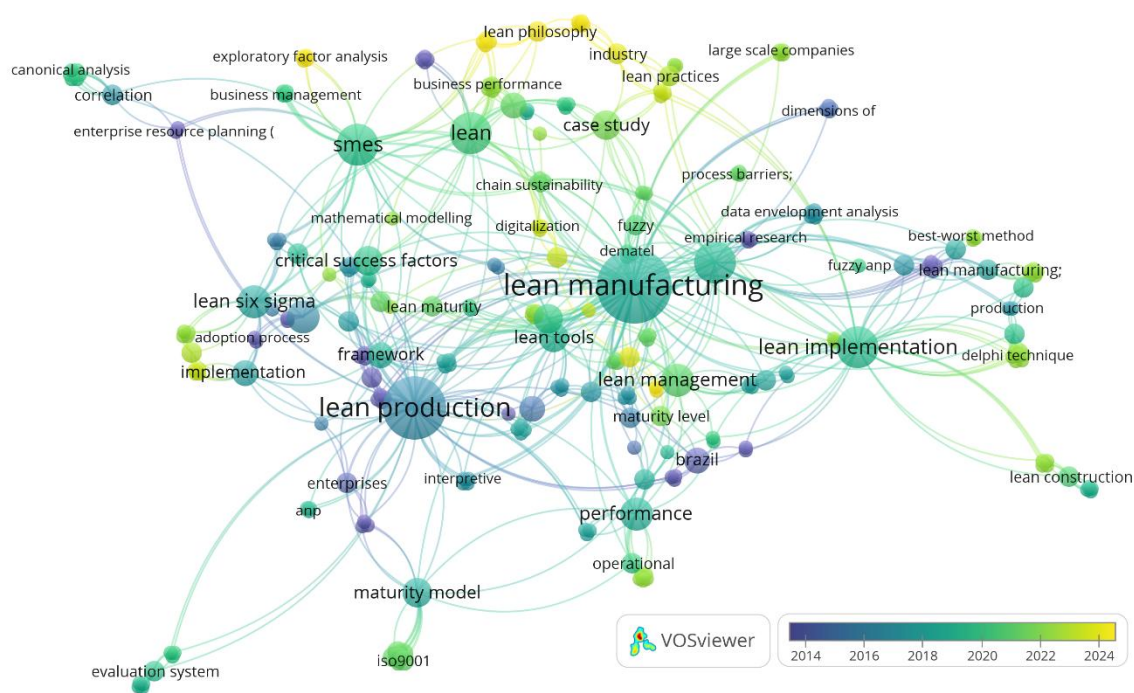 lean philosophy
large scale companies
exploratory factor analysis
industry
canonical analysis
business performance
lean practices
correlation
business management
dimensions of
enterprise resource planning (
smes
lean
case study
process barriers;
chain sustainability
mathematical modelling
digitalization
fuzzy
data envelopment analysis
empirical research
best-worst method
dematel
critical success factors
fuzzy anp
lean manufacturing;
lean manufacturing
lean six sigma
lean maturity
production
adoption process
lean tools
lean implementation
framework
delphi technique
implementation
lean management
lean production
maturity level
brazil
enterprises
interpretive
lean construction
anp
performance
operational
maturity model
iso9001
evaluation system
VOSviewer
2014 2016 2018 2020 2022 2024